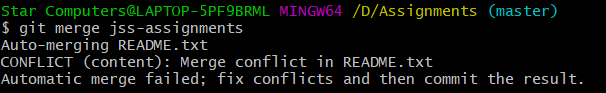 Star Computers@LAPTOP-5PF9BRML MINGW64 /D/Assignments (master)
$ git merge jss-assignments
Auto-merging README.txt
CONFLICT (content): Merge conflict in README.txt
Automatic merge failed; fix conflicts and then commit the result.